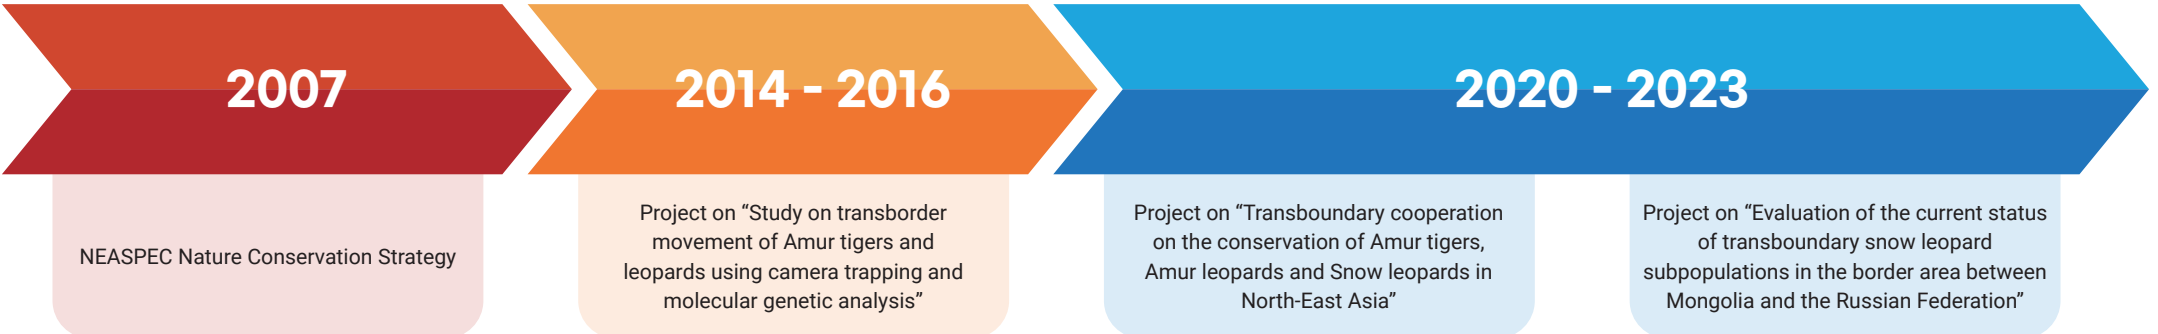 2007
2014 - 2016
2020 - 2023
NEASPEC Nature Conservation Strategy
Project on “Study on transborder
movement of Amur tigers and
leopards using camera trapping and
molecular genetic analysis”
Project on “Transboundary cooperation
on the conservation of Amur tigers,
Amur leopards and Snow leopards in
North-East Asia”
Project on “Evaluation of the current status
of transboundary snow leopard
subpopulations in the border area between
Mongolia and the Russian Federation”